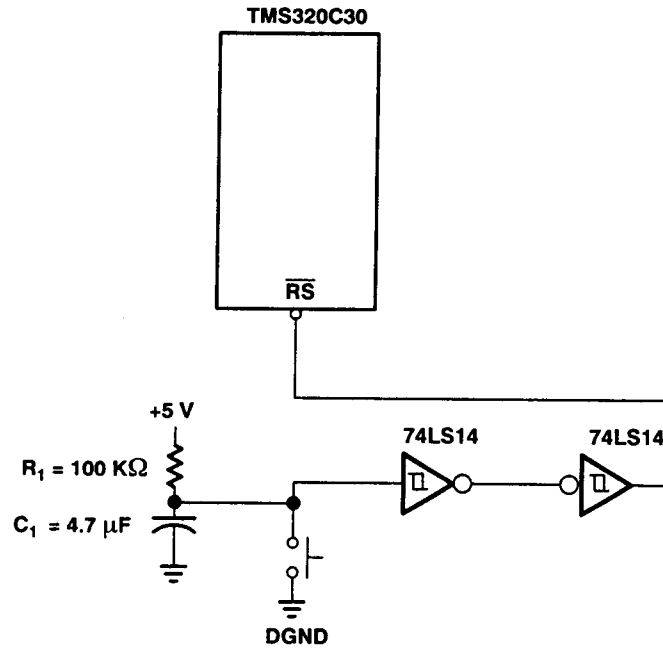 TMS320C30
RS
+5 V
74LS14
74LS14
R1 = 100 KΩ
C1 = 4.7 μF
DGND